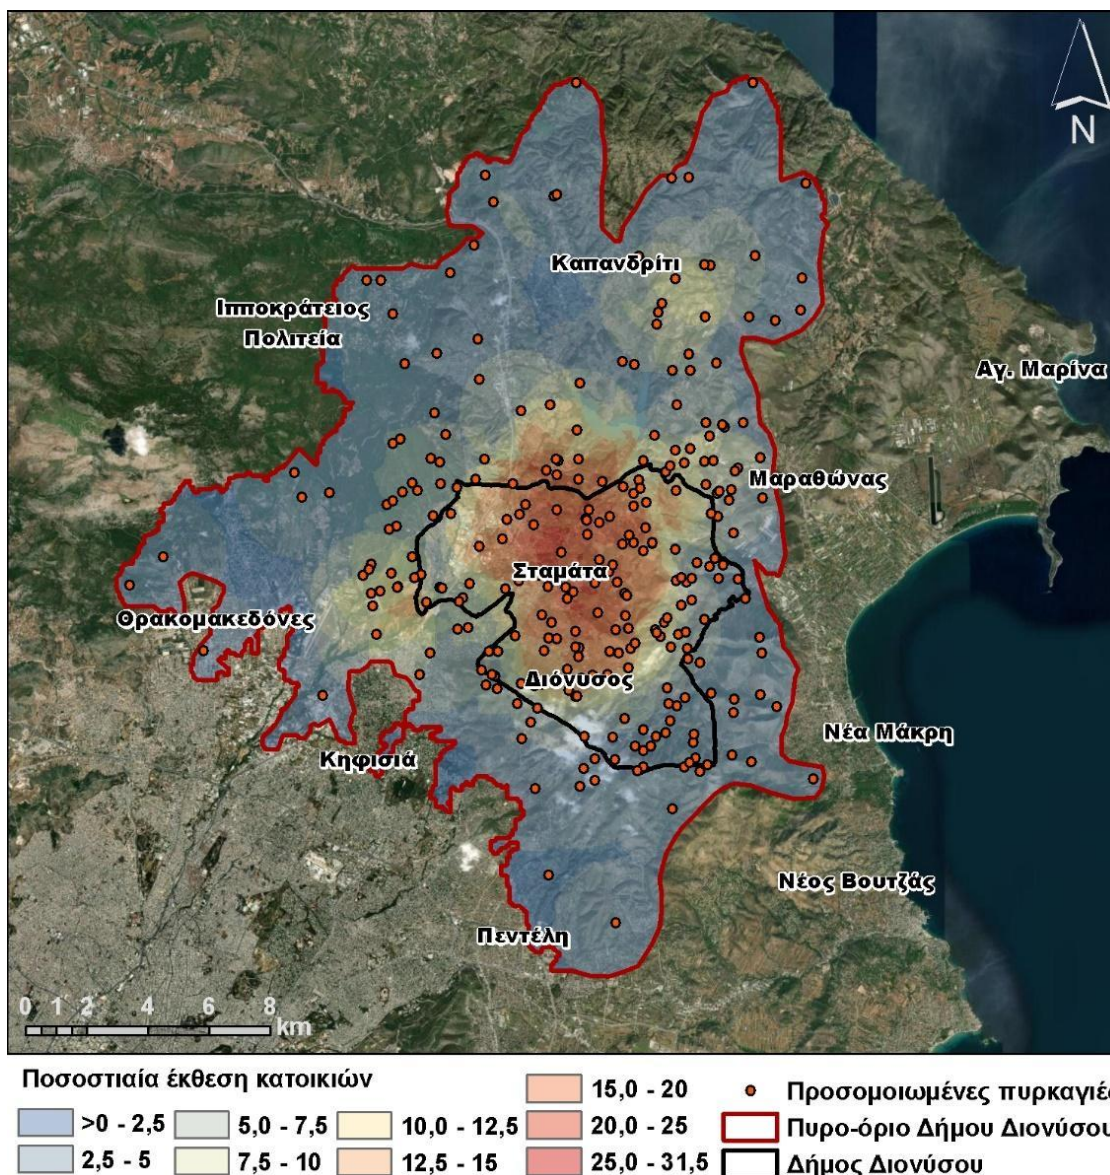 N
Καπανδρίτι
Ιπποκράτειος
Πολιτεία
Αγ. Μαρίνα
Μαραθώνας
Σταμάτα
Θρακομακεδόνες
Διόνυσος
Νέα Μάκρη
Κηφισιά
Νέος Βουτζάς
Πεντέλη
0 1 2 4 6 8
km
Ποσοστιαία έκθεση κατοικιών
>0 - 2,5
2,5 - 5
5,0 - 7,5
7,5 - 10
10,0 - 12,5
12,5 - 15
15,0 - 20
20,0 - 25
25,0 - 31,5
Προσομοιωμένες πυρκαγιές
Πυρο-όριο Δήμου Διονύσου
Δήμος Διονύσου